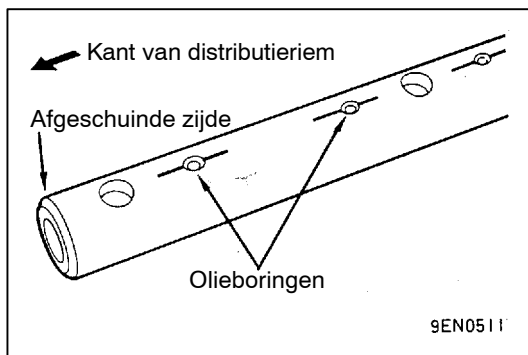 Kant van distributieriem
Afgeschuinde zijde
Olieboringen
9EN0511